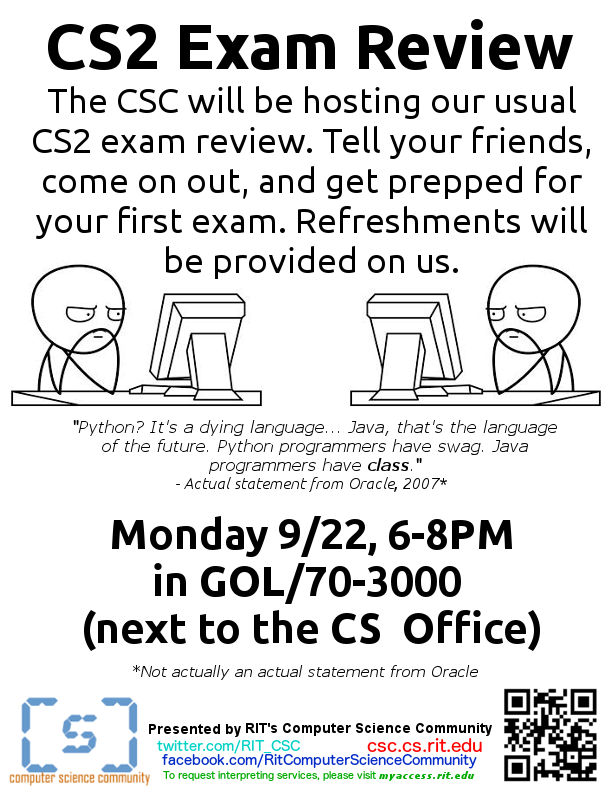 CS2 Exam Review
The CSC will be hosting our usual
CS2 exam review. Tell your friends,
come on out, and get prepped for
your first exam. Refreshments will
be provided on us.
"Python? It's a dying language... Java, that's the language
of the future. Python programmers have swag. Java
programmers have class."
- Actual statement from Oracle, 2007*
Monday 9/22, 6-8PM
in GOL/70-3000
(next to the CS Office)
*Not actually an actual statement from Oracle
[s]
computer science community
Presented by RIT's Computer Science Community
twitter.com/RIT_CSC csc.cs.rit.edu
facebook.com/RitComputerScienceCommunity
To request interpreting services, please visit myaccess.rit.edu